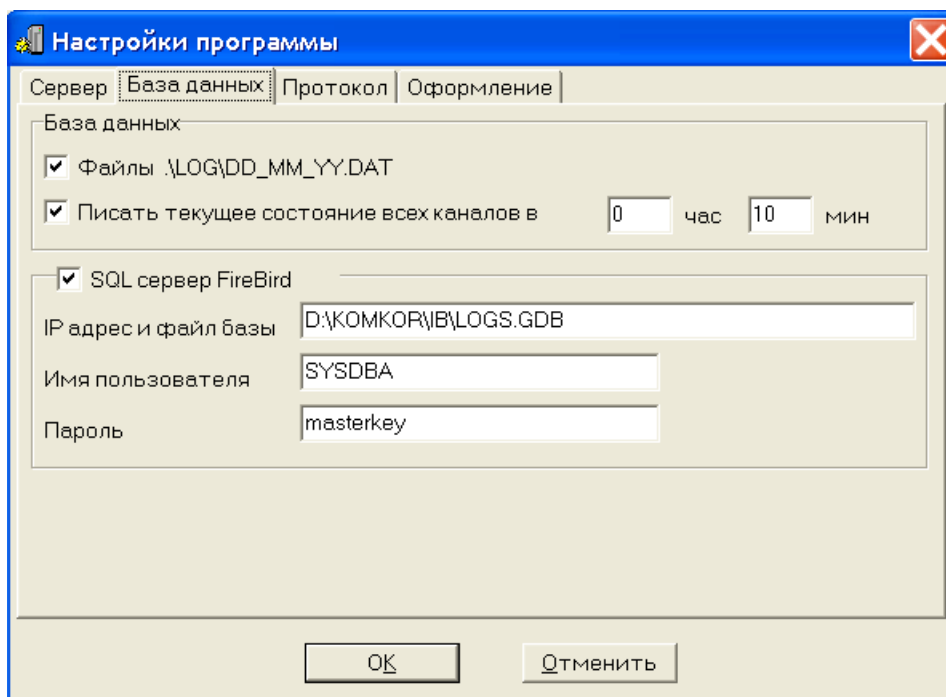 Настройки программы
Сервер База данных Протокол Оформление
База данных
Файлы .\LOG\DD_MM_YY.DAT
Писать текущее состояние всех каналов в 0 час 10 мин
SQL сервер FireBird
IP адрес и файл базы D:\KOMKOR\IB\LOGS.GDB
Имя пользователя SYSDBA
Пароль masterkey
OK Отменить